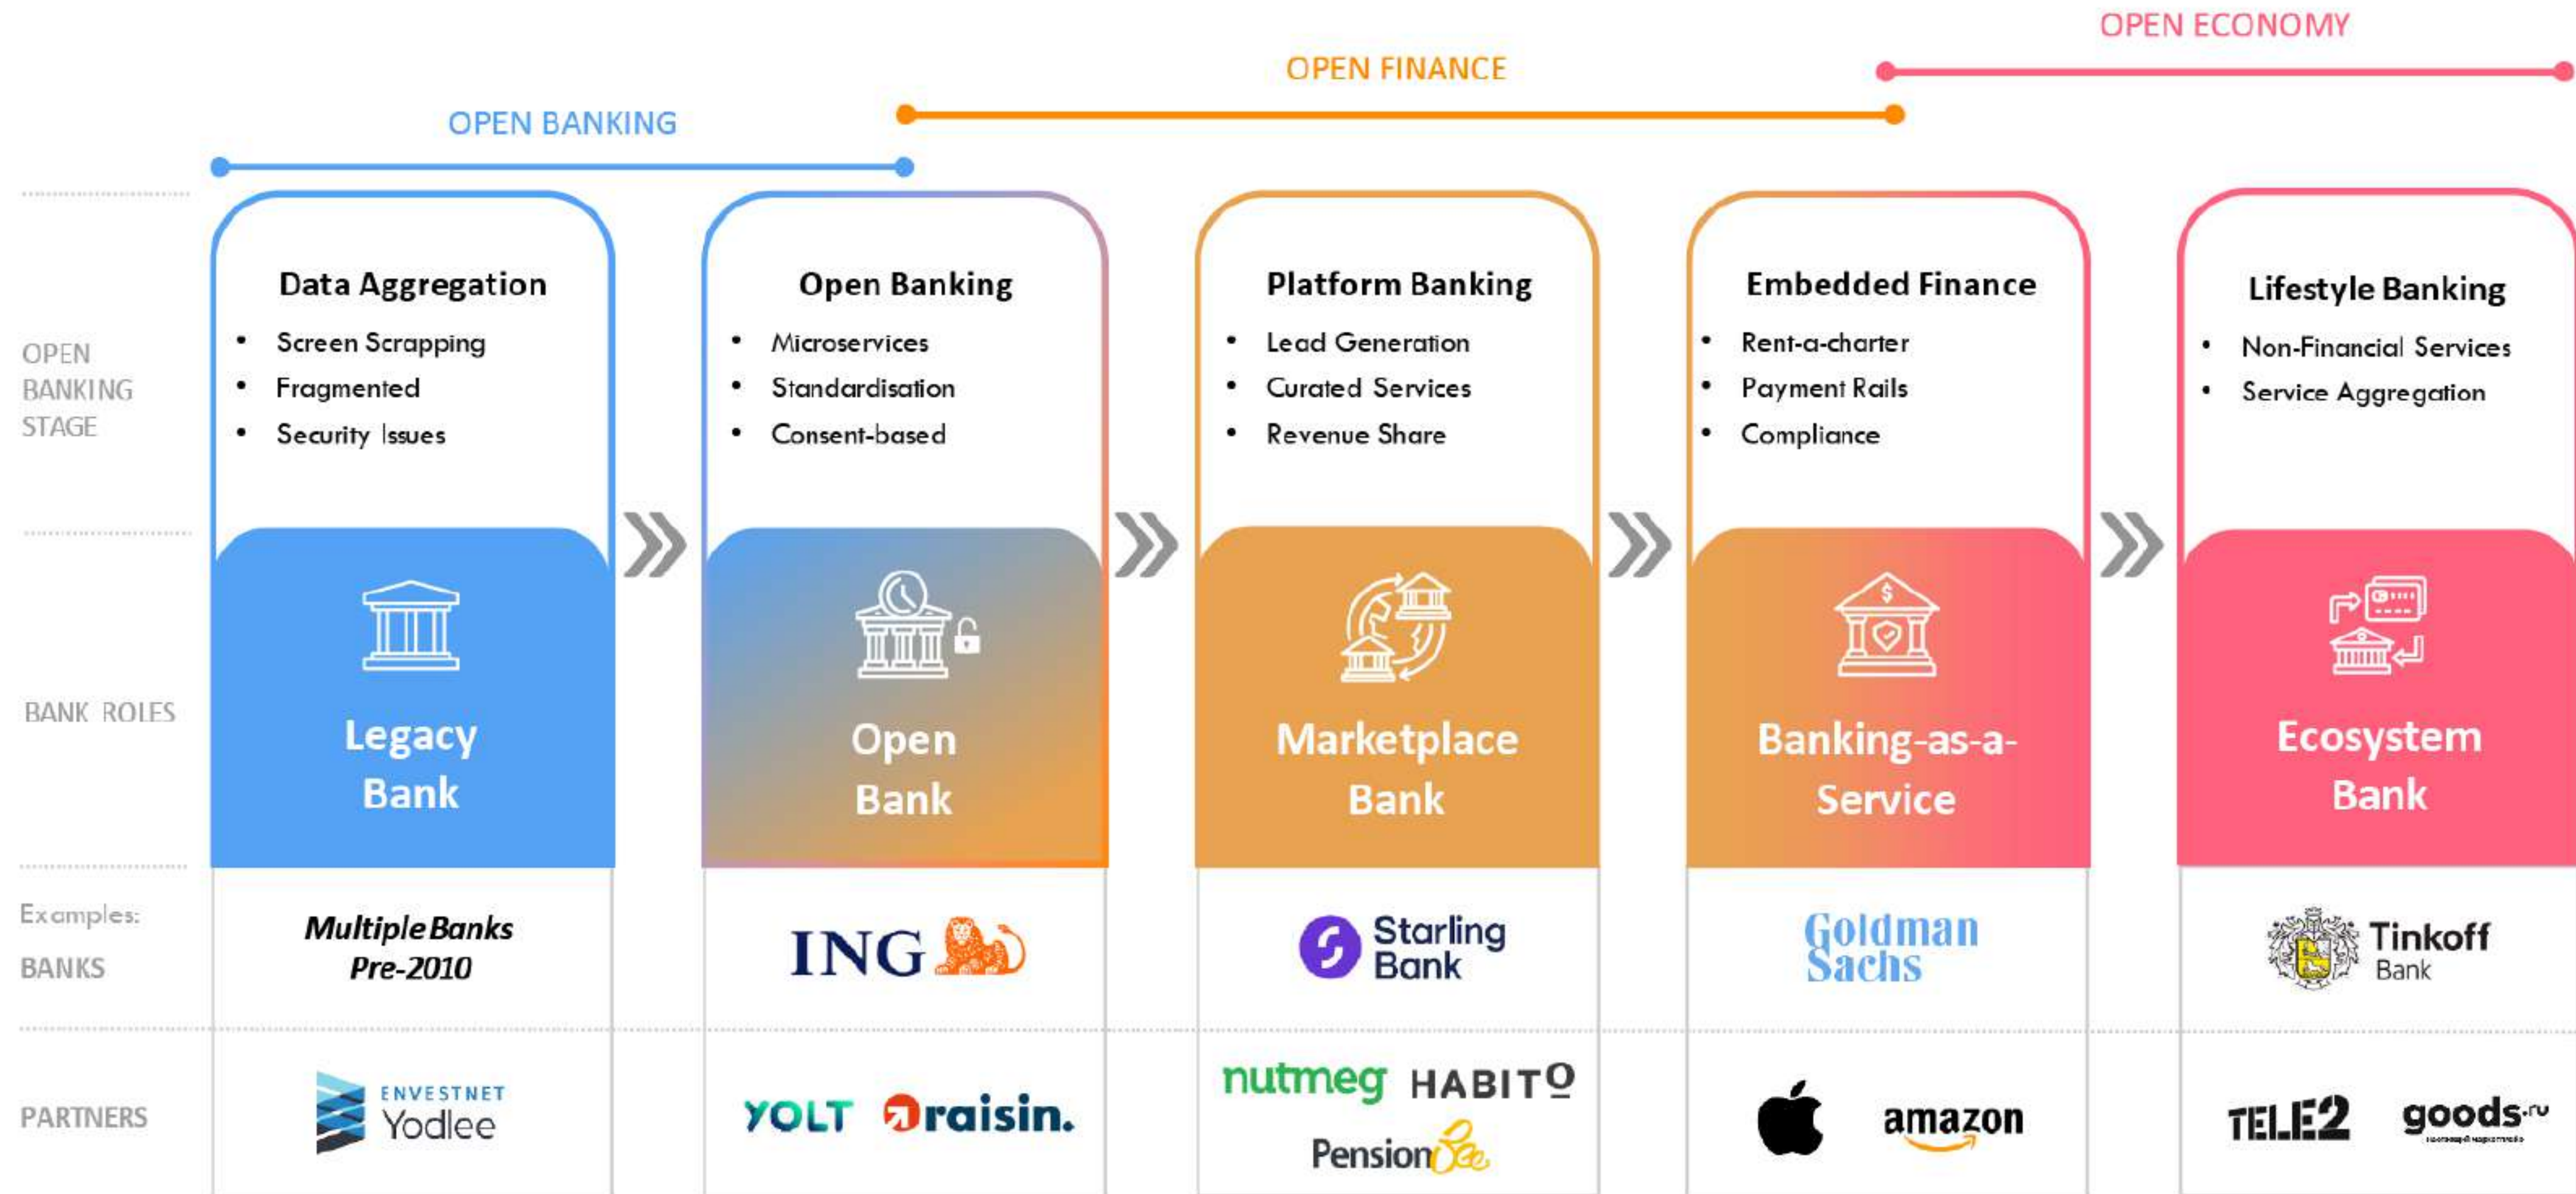 OPEN ECONOMY
OPEN FINANCE
OPEN BANKING
OPEN
BANKING
STAGE
Data Aggregation
• Screen Scrapping
• Fragmented
• Security Issues
Open Banking
• Microservices
• Standardisation
• Consent-based
Platform Banking
• Lead Generation
• Curated Services
• Revenue Share
Embedded Finance
• Rent-a-charter
• Payment Rails
• Compliance
Lifestyle Banking
• Non-Financial Services
• Service Aggregation
BANK ROLES
Legacy
Bank
Open
Bank
Marketplace
Bank
$
Banking-as-a-
Service
Ecosystem
Bank
Examples:
BANKS
Multiple Banks
Pre-2010
ING
Starling
Bank
Goldman
Sachs
Tinkoff
Bank
PARTNERS
ENVESTNET
Yodlee
YOLT
raisin.
nutmeg
HABITO
PensionBee
amazon
TELE2
goods.ru